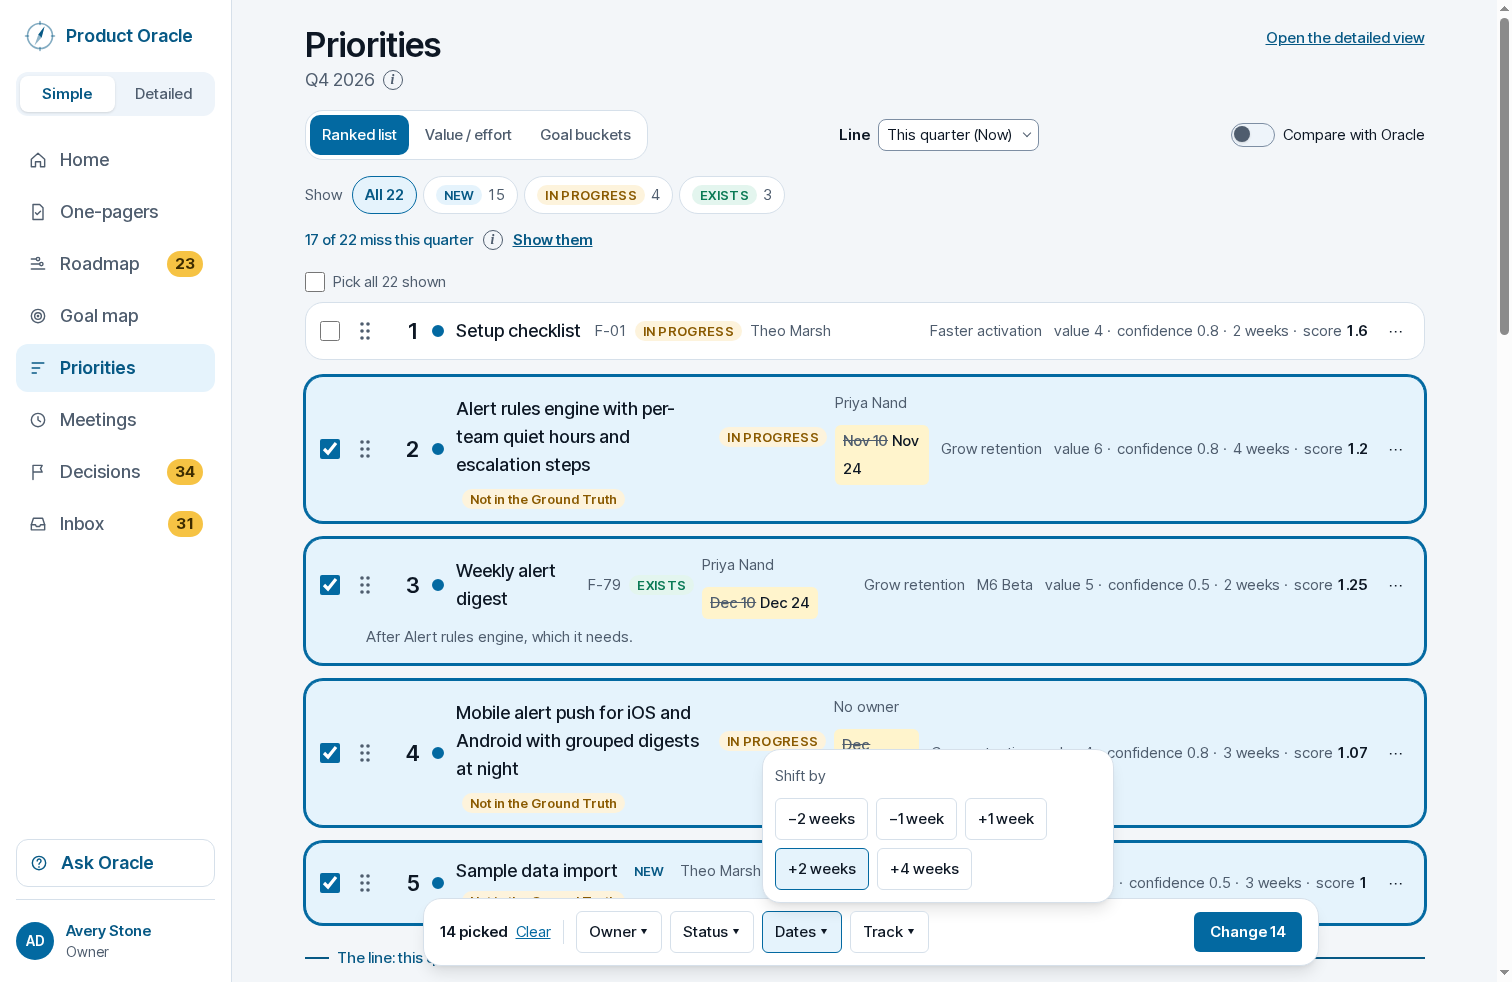 Product Oracle
Simple
Detailed
Home
One-pagers
Roadmap 23
Goal map
Priorities
Meetings
Decisions 34
Inbox 31
Ask Oracle
AD
Avery Stone
Owner
Priorities
Open the detailed view
Q4 2026 i
Ranked list
Value / effort
Goal buckets
Line This quarter (Now)
Compare with Oracle
Show All 22 NEW 15 IN PROGRESS 4 EXISTS 3
17 of 22 miss this quarter i Show them
Pick all 22 shown
1 Setup checklist F-01 IN PROGRESS Theo Marsh Faster activation value 4 · confidence 0.8 · 2 weeks · score 1.6 ···
2 Alert rules engine with per-
team quiet hours and
escalation steps
IN PROGRESS
Priya Nand
Nov 10 Nov
24
Grow retention value 6 · confidence 0.8 · 4 weeks · score 1.2 ···
Not in the Ground Truth
3 Weekly alert
digest
F-79 EXISTS
Priya Nand
Dec 10 Dec 24
Grow retention M6 Beta value 5 · confidence 0.5 · 2 weeks · score 1.25 ···
After Alert rules engine, which it needs.
4 Mobile alert push for iOS and
Android with grouped digests
at night
IN PROGRESS
No owner
Dec
confidence 0.8 · 3 weeks · score 1.07 ···
Not in the Ground Truth
Shift by
−2 weeks
−1 week
+1 week
+2 weeks
+4 weeks
5 Sample data import NEW Theo Marsh
· confidence 0.5 · 3 weeks · score 1 ···
14 picked Clear
Owner ▾
Status ▾
Dates ▾
Track ▾
Change 14
The line: this